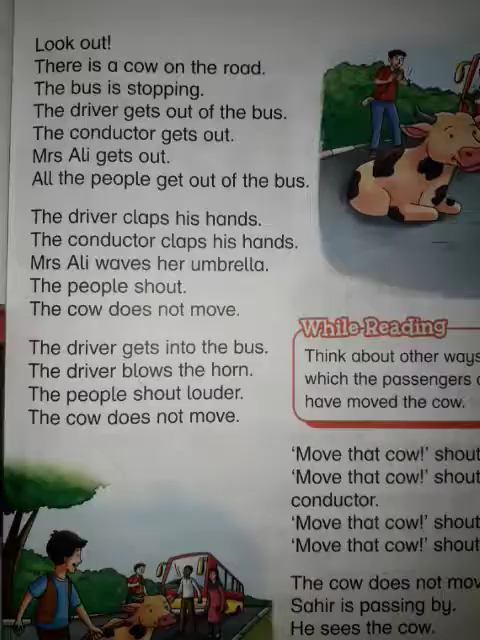 Look out!
There is a cow on the road.
The bus is stopping.
The driver gets out of the bus.
The conductor gets out.
Mrs Ali gets out.
All the people get out of the bus.
The driver claps his hands.
The conductor claps his hands.
Mrs Ali waves her umbrella.
The people shout.
The cow does not move.
The driver gets into the bus.
The driver blows the horn.
The people shout louder.
The cow does not move.
While-Reading
Think about other ways
which the passengers
have moved the cow.
‘Move that cow!’ shout
‘Move that cow!’ shout
conductor.
‘Move that cow!’ shout
‘Move that cow!’ shout
The cow does not mov
Sahir is passing by.
He sees the cow.